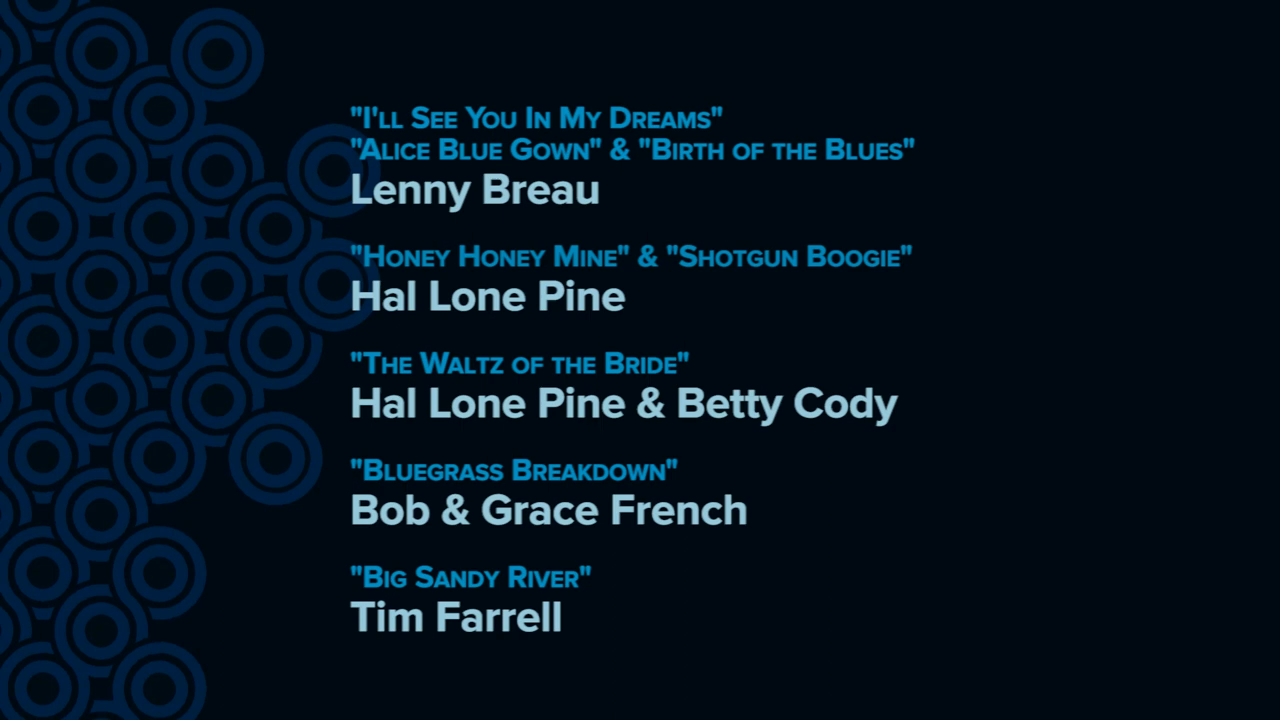 "I'll See You In My Dreams"
"Alice Blue Gown" & "Birth of the Blues"
Lenny Breau
"Honey Honey Mine" & "Shotgun Boogie"
Hal Lone Pine
"The Waltz of the Bride"
Hal Lone Pine & Betty Cody
"Bluegrass Breakdown"
Bob & Grace French
"Big Sandy River"
Tim Farrell